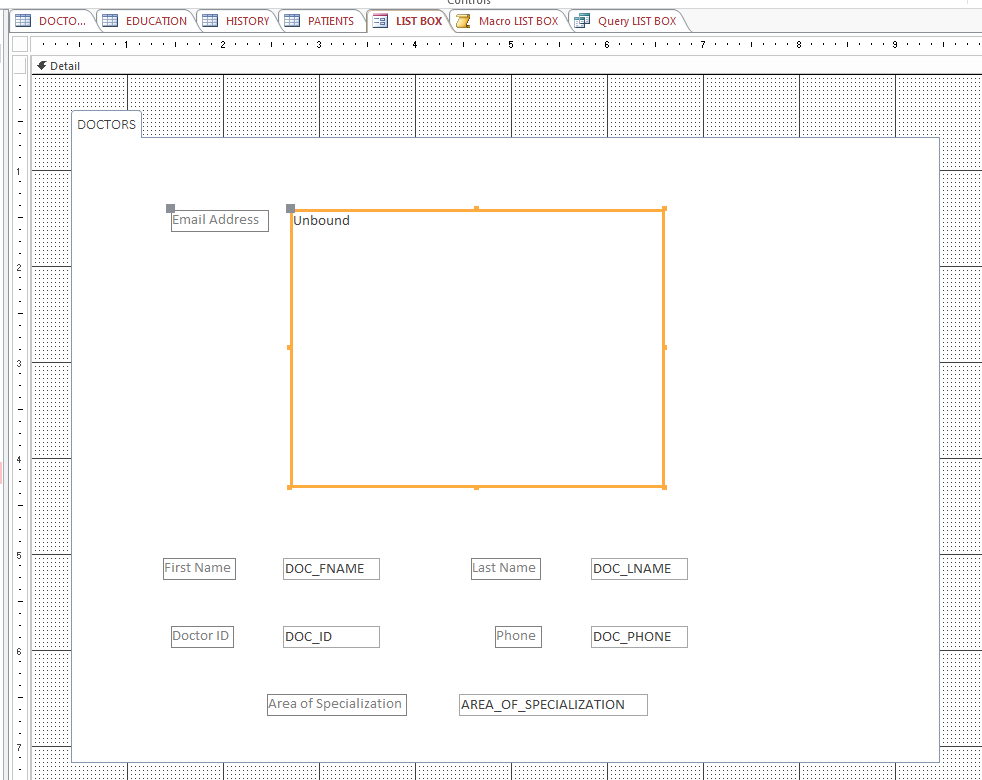 Controls
DOCTO... EDUCATION HISTORY PATIENTS LIST BOX Macro LIST BOX Query LIST BOX
1 2 3 4 5 6 7 8 9
Detail
DOCTORS
1
Email Address Unbound
2
3
4
5
First Name DOC_FNAME Last Name DOC_LNAME
Doctor ID DOC_ID Phone DOC_PHONE
6
Area of Specialization AREA_OF_SPECIALIZATION
7